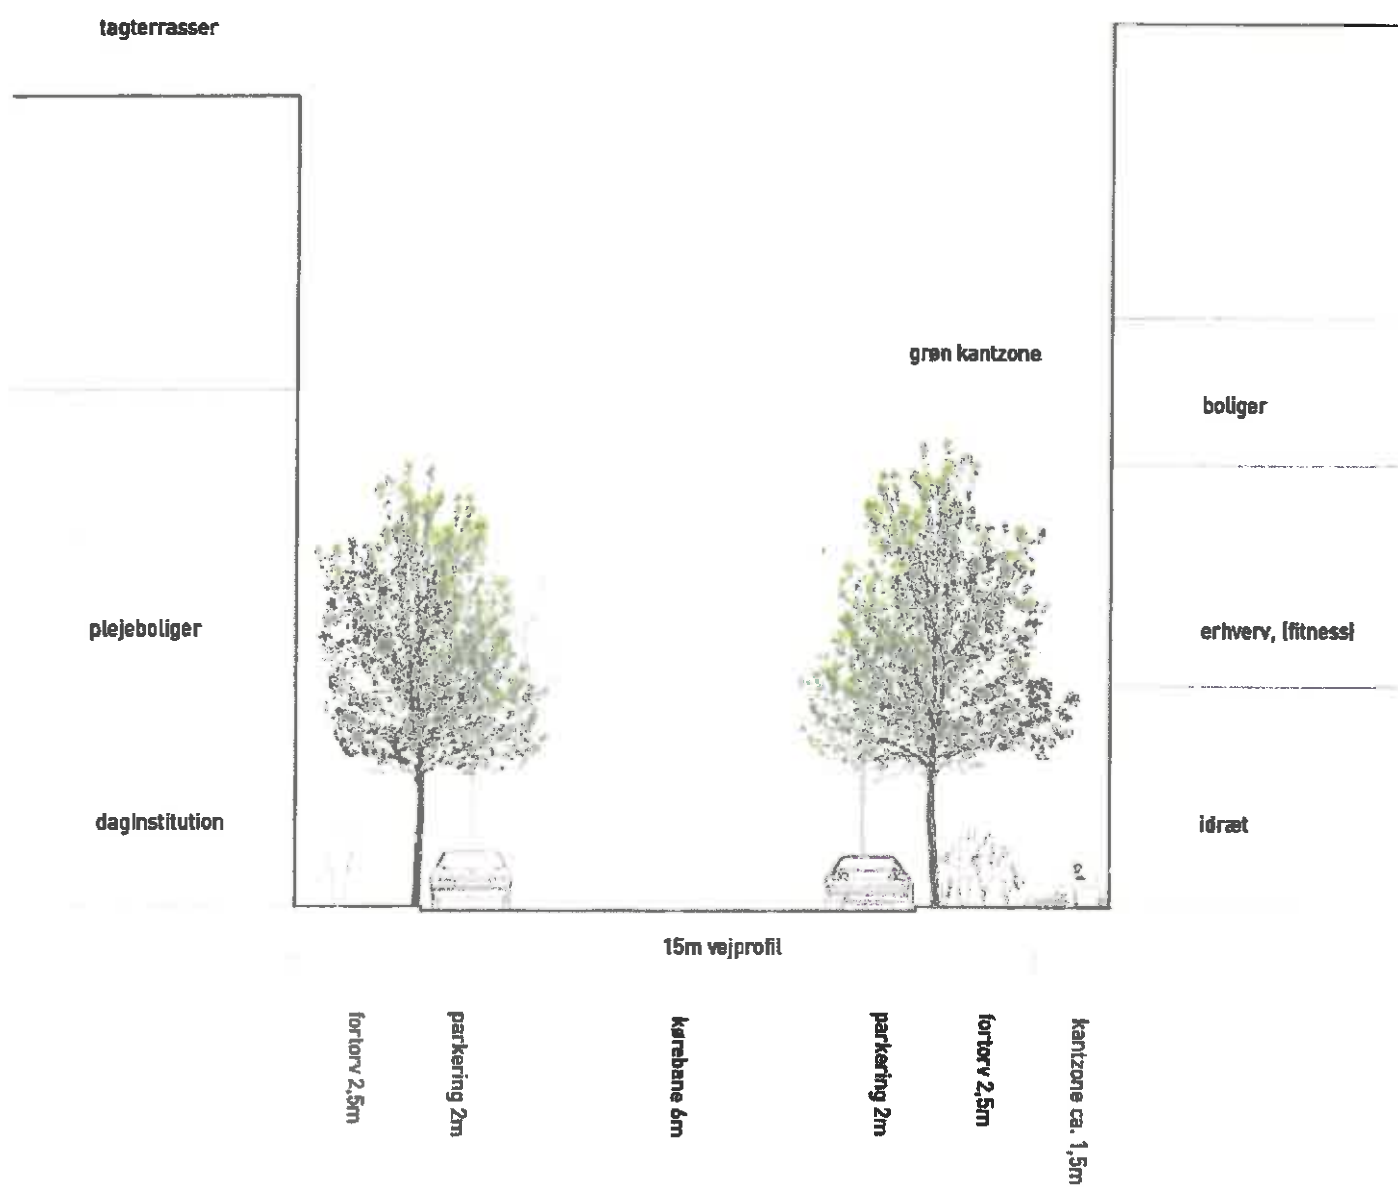 tagterrasser
grøn kantzone
boliger
plejeboliger
erhverv, (fitness)
daginstitution
idræt
15m vejprofil
fortorv 2,5m
parkering 2m
kørebane 6m
parkering 2m
fortorv 2,5m
kantzone ca. 1,5m